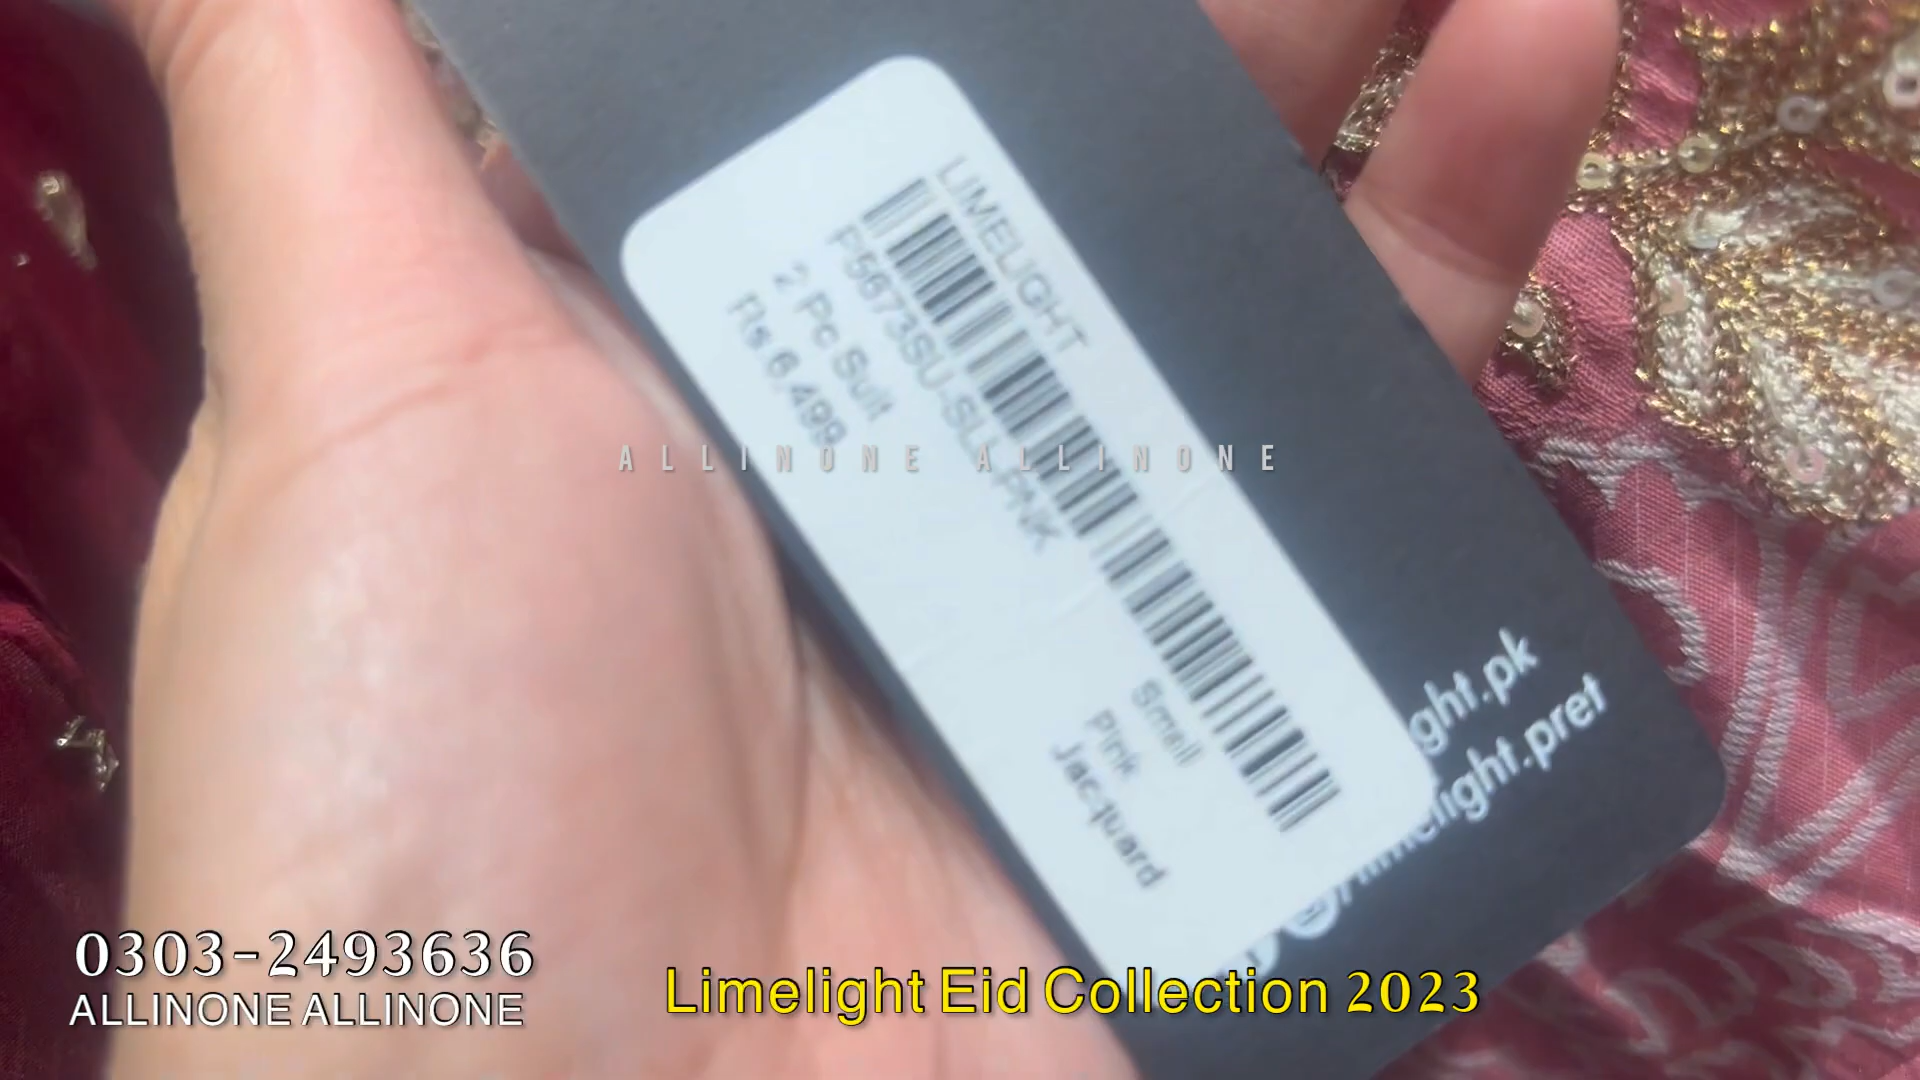 LIMELIGHT
P5673SU-SLL-PNK
2 Pc Suit
Rs.6,499
Small
Pink
Jacquard
ght.pk
/limelight.pret
ALLINONE ALLINONE
0303-2493636
ALLINONE ALLINONE
Limelight Eid Collection 2023